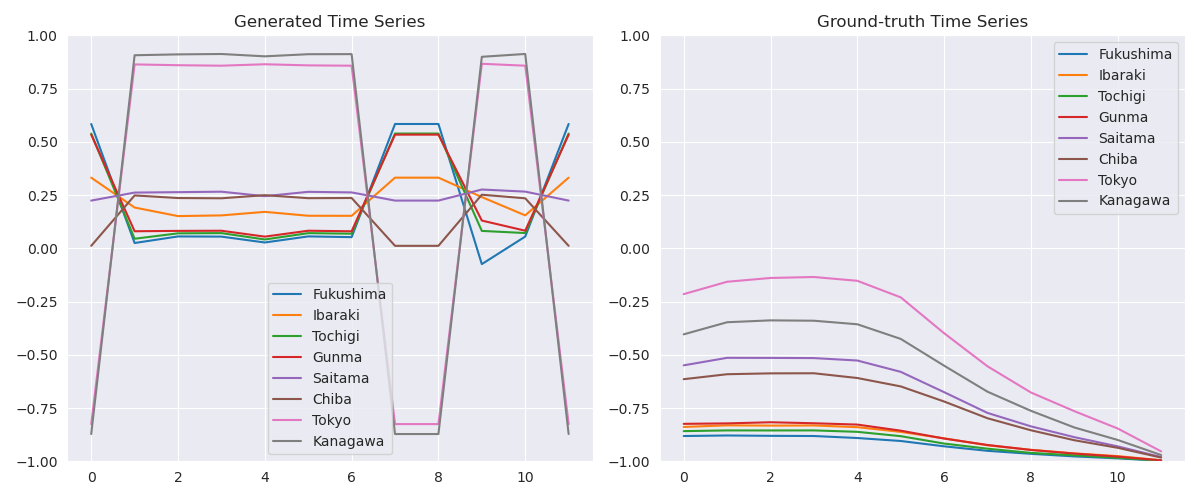 Generated Time Series
1.00
0.75
0.50
0.25
0.00
−0.25
−0.50
−0.75
−1.00
0 2 4 6 8 10
Fukushima
Ibaraki
Tochigi
Gunma
Saitama
Chiba
Tokyo
Kanagawa
Ground-truth Time Series
1.00
0.75
0.50
0.25
0.00
−0.25
−0.50
−0.75
−1.00
0 2 4 6 8 10
Fukushima
Ibaraki
Tochigi
Gunma
Saitama
Chiba
Tokyo
Kanagawa